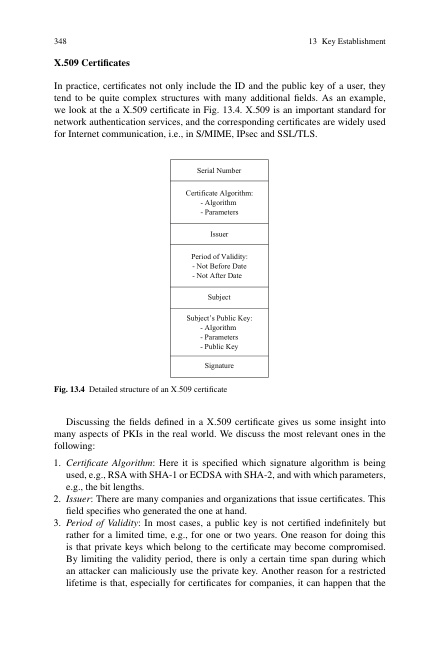 348
13 Key Establishment
X.509 Certificates
In practice, certificates not only include the ID and the public key of a user, they
tend to be quite complex structures with many additional fields. As an example,
we look at the a X.509 certificate in Fig. 13.4. X.509 is an important standard for
network authentication services, and the corresponding certificates are widely used
for Internet communication, i.e., in S/MIME, IPsec and SSL/TLS.
Serial Number
Certificate Algorithm:
- Algorithm
- Parameters
Issuer
Period of Validity:
- Not Before Date
- Not After Date
Subject
Subject's Public Key:
- Algorithm
- Parameters
- Public Key
Signature
Fig. 13.4 Detailed structure of an X.509 certificate
Discussing the fields defined in a X.509 certificate gives us some insight into
many aspects of PKIs in the real world. We discuss the most relevant ones in the
following:
1. Certificate Algorithm: Here it is specified which signature algorithm is being
used, e.g., RSA with SHA-1 or ECDSA with SHA-2, and with which parameters,
e.g., the bit lengths.
2. Issuer: There are many companies and organizations that issue certificates. This
field specifies who generated the one at hand.
3. Period of Validity: In most cases, a public key is not certified indefinitely but
rather for a limited time, e.g., for one or two years. One reason for doing this
is that private keys which belong to the certificate may become compromised.
By limiting the validity period, there is only a certain time span during which
an attacker can maliciously use the private key. Another reason for a restricted
lifetime is that, especially for certificates for companies, it can happen that the